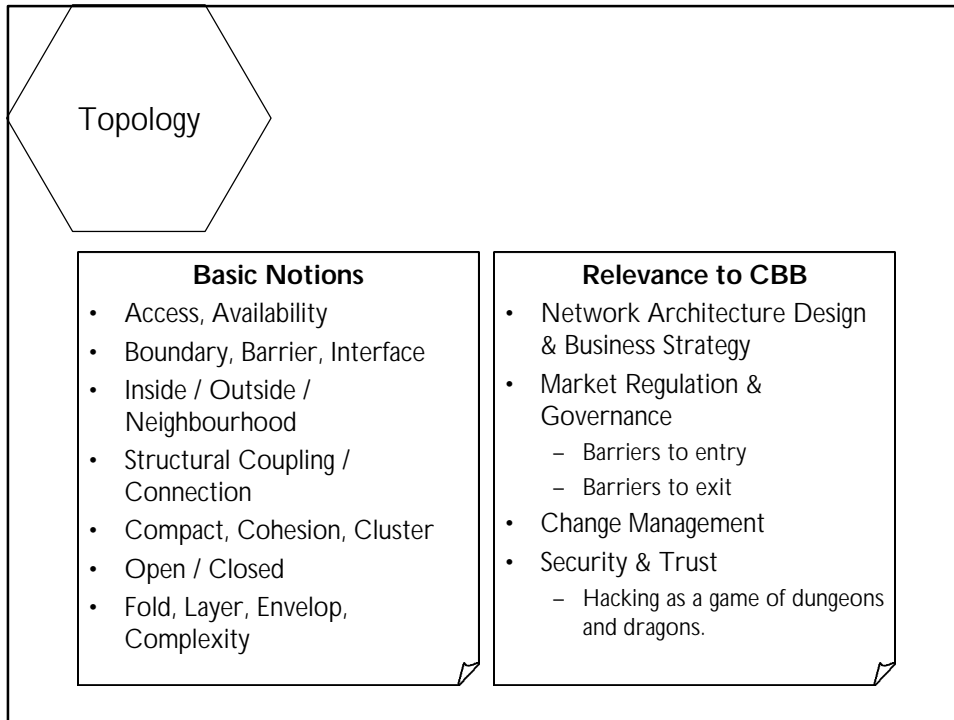 Topology
Basic Notions
• Access, Availability
• Boundary, Barrier, Interface
• Inside / Outside /
Neighbourhood
• Structural Coupling /
Connection
• Compact, Cohesion, Cluster
• Open / Closed
• Fold, Layer, Envelop,
Complexity
Relevance to CBB
• Network Architecture Design
& Business Strategy
• Market Regulation &
Governance
– Barriers to entry
– Barriers to exit
• Change Management
• Security & Trust
– Hacking as a game of dungeons
and dragons.